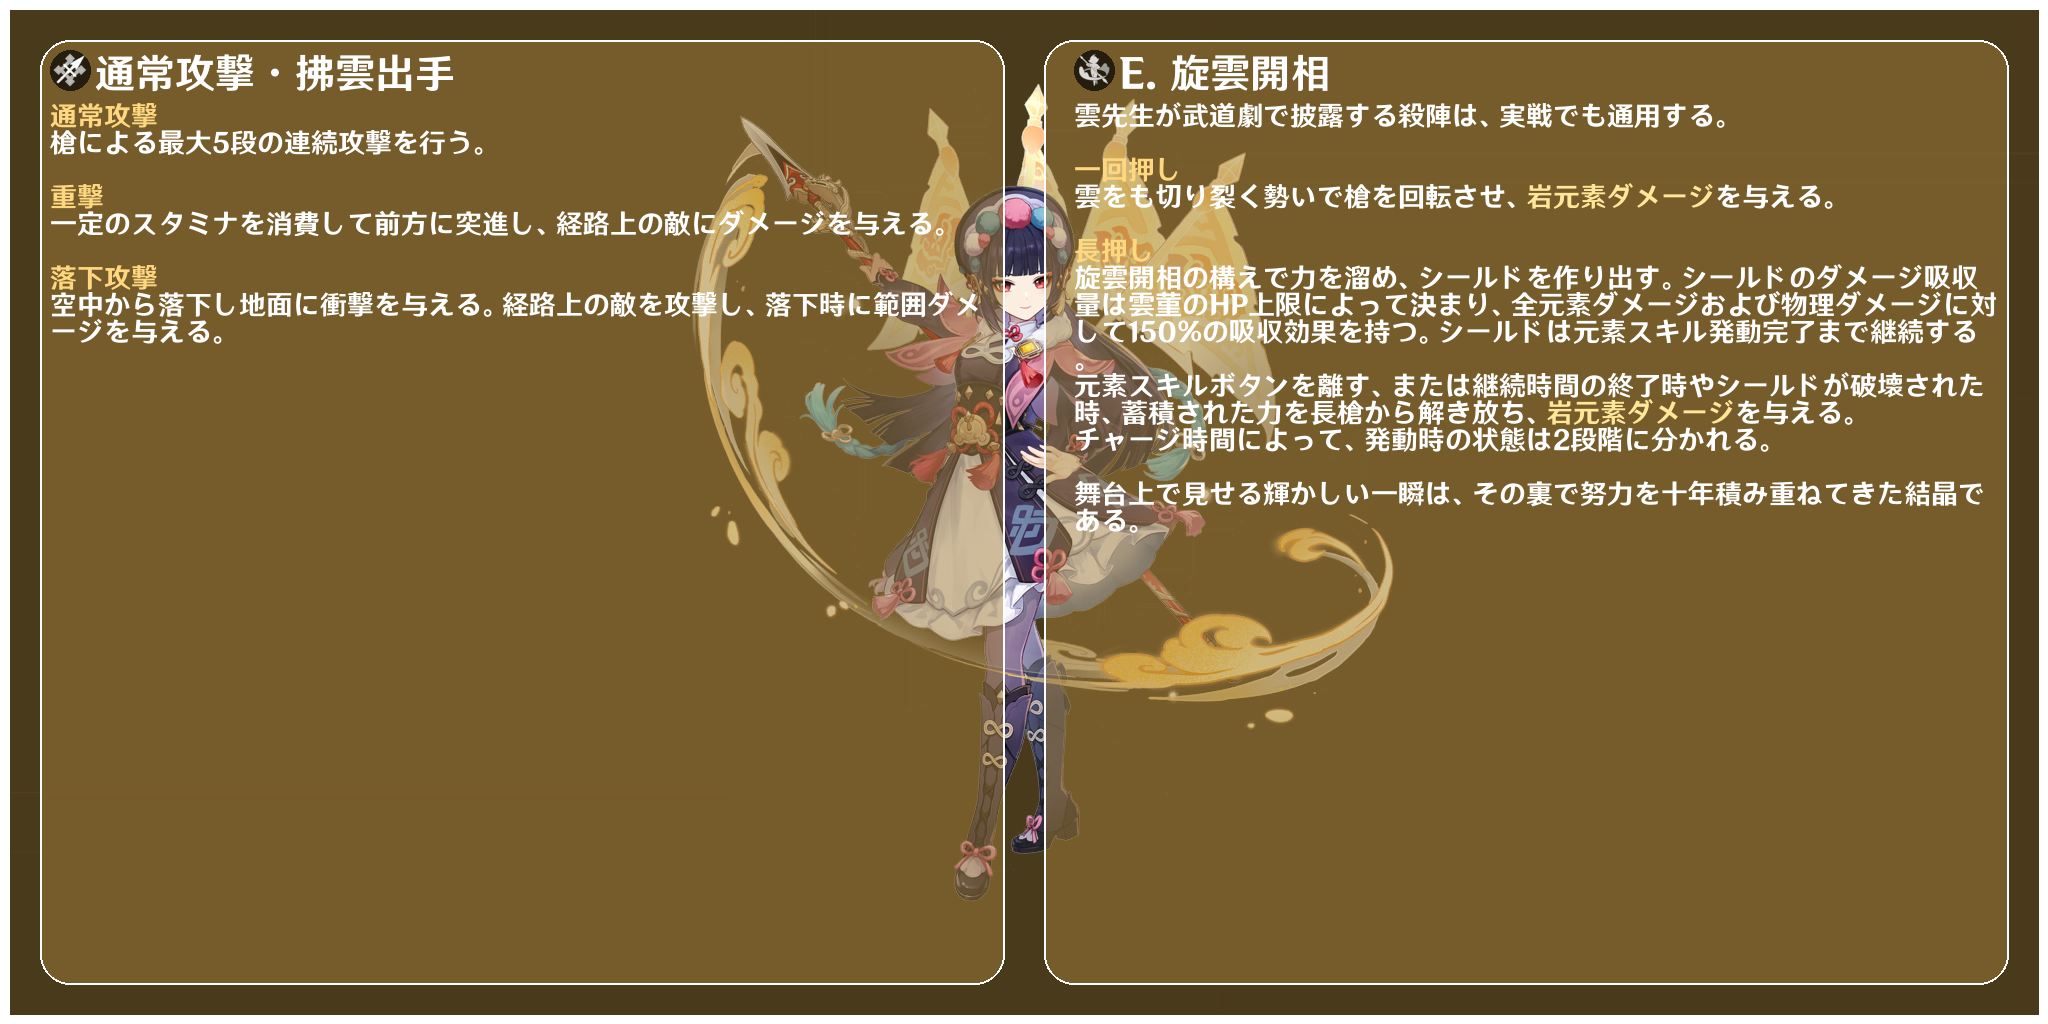 通常攻撃・拂雲出手
通常攻撃
槍による最大5段の連続攻撃を行う。
重撃
一定のスタミナを消費して前方に突進し、経路上の敵にダメージを与える。
落下攻撃
空中から落下し地面に衝撃を与える。経路上の敵を攻撃し、落下時に範囲ダメ
ージを与える。
E. 旋雲開相
雲先生が武道劇で披露する殺陣は、実戦でも通用する。
一回押し
雲をも切り裂く勢いで槍を回転させ、岩元素ダメージを与える。
長押し
旋雲開相の構えで力を溜め、シールドを作り出す。シールドのダメージ吸収
量は雲菫のHP上限によって決まり、全元素ダメージおよび物理ダメージに対
して150%の吸収効果を持つ。シールドは元素スキル発動完了まで継続する
。
元素スキルボタンを離す、または継続時間の終了時やシールドが破壊された
時、蓄積された力を長槍から解き放ち、岩元素ダメージを与える。
チャージ時間によって、発動時の状態は2段階に分かれる。
舞台上で見せる輝かしい一瞬は、その裏で努力を十年積み重ねてきた結晶で
ある。